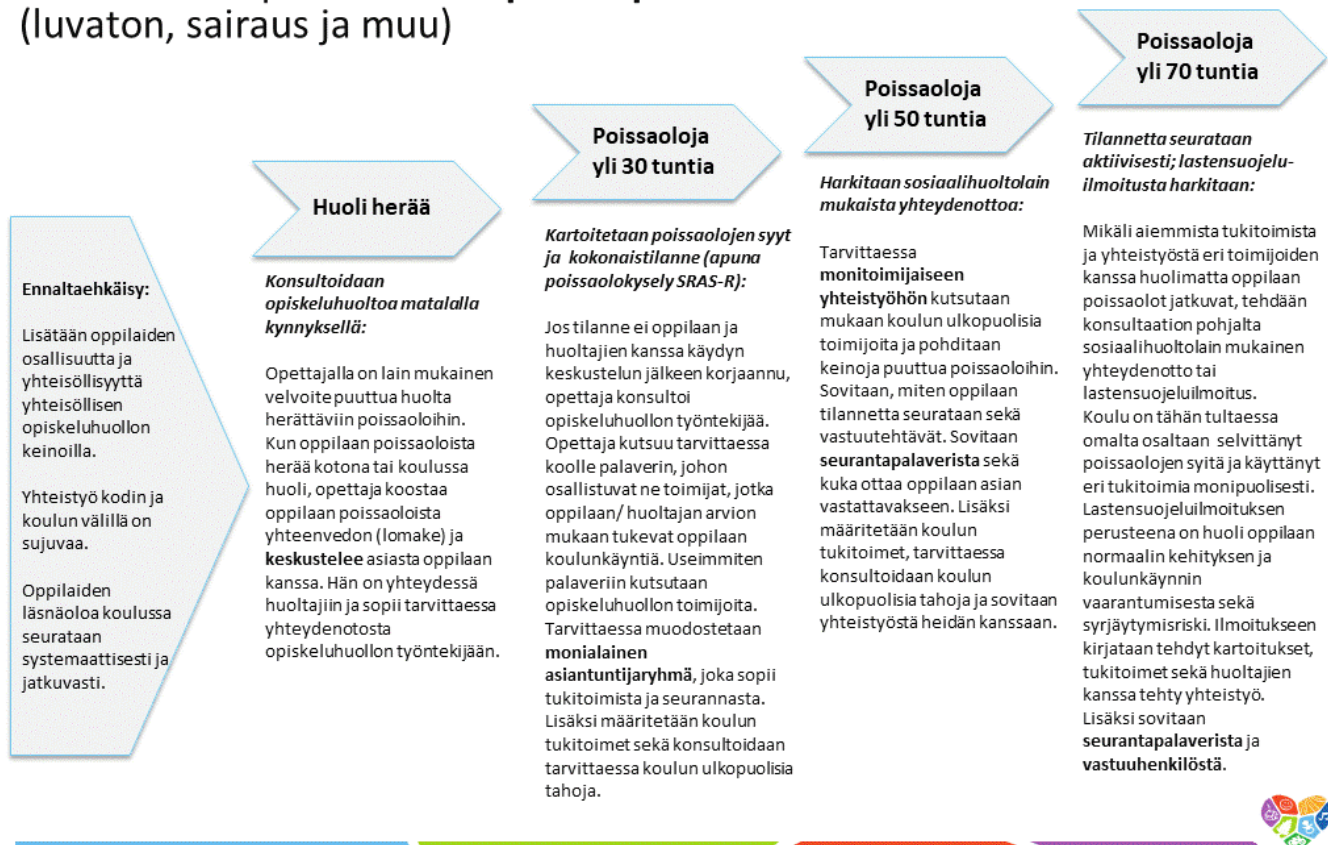 (luvaton, sairaus ja muu)
Ennaltaehkäisy:
Lisätään oppilaiden
osallisuutta ja
yhteisöllisyyttä
yhteisöllisen
opiskeluhuollon
keinoilla.
Yhteistyö kodin ja
koulun välillä on
sujuvaa.
Oppilaiden
läsnäoloa koulussa
seurataan
systemaattisesti ja
jatkuvasti.
Huoli herää
Konsultoidaan
opiskeluhuoltoa matalalla
kynnyksellä:
Opettajalla on lain mukainen
velvoite puuttua huolta
herättäviin poissaoloihin.
Kun oppilaan poissaoloista
herää kotona tai koulussa
huoli, opettaja koostaa
oppilaan poissaoloista
yhteenvedon (lomake) ja
keskustelee asiasta oppilaan
kanssa. Hän on yhteydessä
huoltajiin ja sopii tarvittaessa
yhteydenotosta
opiskeluhuollon työntekijään.
Poissaoloja
yli 30 tuntia
Kartoitetaan poissaolojen syyt
ja kokonaistilanne (apuna
poissaolokysely SRAS-R):
Jos tilanne ei oppilaan ja
huoltajien kanssa käydyn
keskustelun jälkeen korjaannu,
opettaja konsultoi
opiskeluhuollon työntekijää.
Opettaja kutsuu tarvittaessa
koolle palaverin, johon
osallistuvat ne toimijat, jotka
oppilaan/ huoltajan arvion
mukaan tukevat oppilaan
koulunkäyntiä. Useimmiten
palaveriin kutsutaan
opiskeluhuollon toimijoita.
Tarvittaessa muodostetaan
monialainen
asiantuntijaryhmä, joka sopii
tukitoimista ja seurannasta.
Lisäksi määritetään koulun
tukitoimet sekä konsultoidaan
tarvittaessa koulun ulkopuolisia
tahoja.
Poissaoloja
yli 50 tuntia
Harkitaan sosiaalihuoltolain
mukaista yhteydenottoa:
Tarvittaessa
monitoimijaiseen
yhteistyöhön kutsutaan
mukaan koulun ulkopuolisia
toimijoita ja pohditaan
keinoja puuttua poissaoloihin.
Sovitaan, miten oppilaan
tilannetta seurataan sekä
vastuutehtävät. Sovitaan
seurantapalaverista sekä
kuka ottaa oppilaan asian
vastattavakseen. Lisäksi
määritetään koulun
tukitoimet, tarvittaessa
konsultoidaan koulun
ulkopuolisia tahoja ja sovitaan
yhteistyöstä heidän kanssaan.
Poissaoloja
yli 70 tuntia
Tilannetta seurataan
aktiivisesti; lastensuojelu-
ilmoitusta harkitaan:
Mikäli aiemmista tukitoimista
ja yhteistyöstä eri toimijoiden
kanssa huolimatta oppilaan
poissaolot jatkuvat, tehdään
konsultaation pohjalta
sosiaalihuoltolain mukainen
yhteydenotto tai
lastensuojeluilmoitus.
Koulu on tähän tultaessa
omalta osaltaan selvittänyt
poissaolojen syitä ja käyttänyt
eri tukitoimia monipuolisesti.
Lastensuojeluilmoituksen
perusteena on huoli oppilaan
normaalin kehityksen ja
koulunkäynnin
vaarantumisesta sekä
syrjäytymisriski. Ilmoitukseen
kirjataan tehdyt kartoitukset,
tukitoimet sekä huoltajien
kanssa tehty yhteistyö.
Lisäksi sovitaan
seurantapalaverista ja
vastuuhenkilöstä.